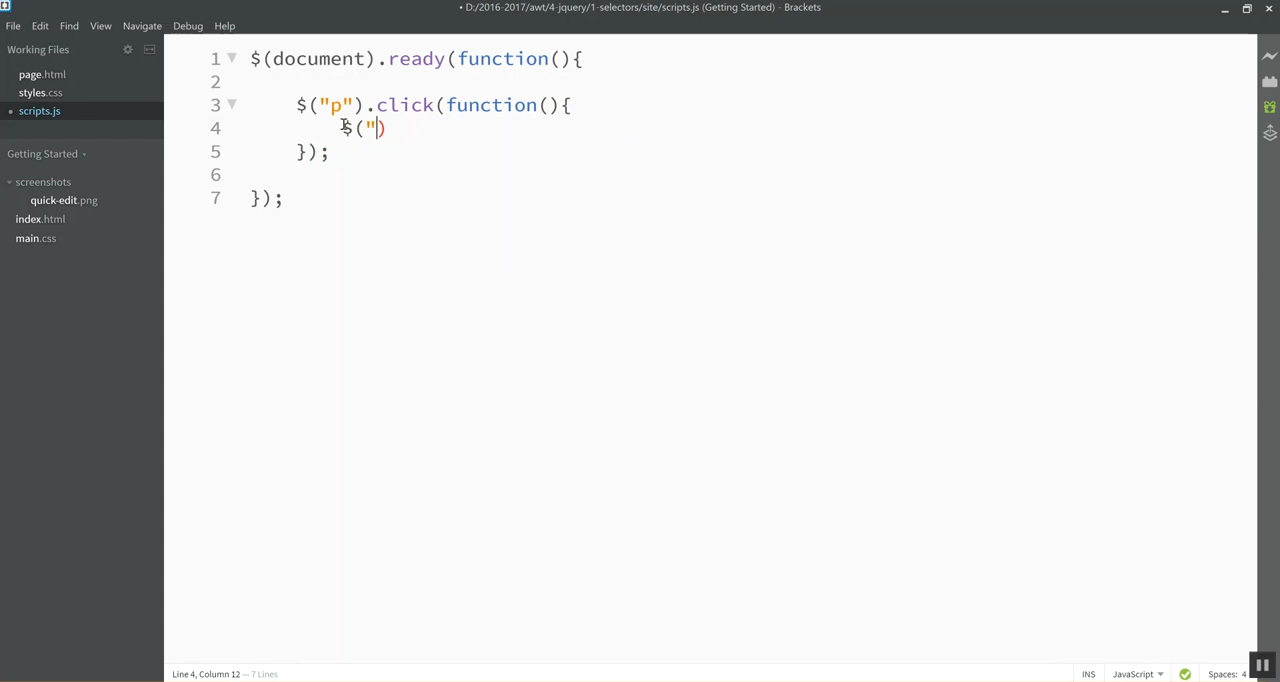 • D:/2016-2017/awt/4-jquery/1-selectors/site/scripts.js (Getting Started) - Brackets
File Edit Find View Navigate Debug Help
Working Files
page.html
styles.css
• scripts.js
Getting Started
screenshots
quick-edit.png
index.html
main.css
1 $(document).ready(function(){
2
3 $("p").click(function(){
4 $(")
5 });
6
7 });
Line 4, Column 12 — 7 Lines
INS JavaScript Spaces: 4